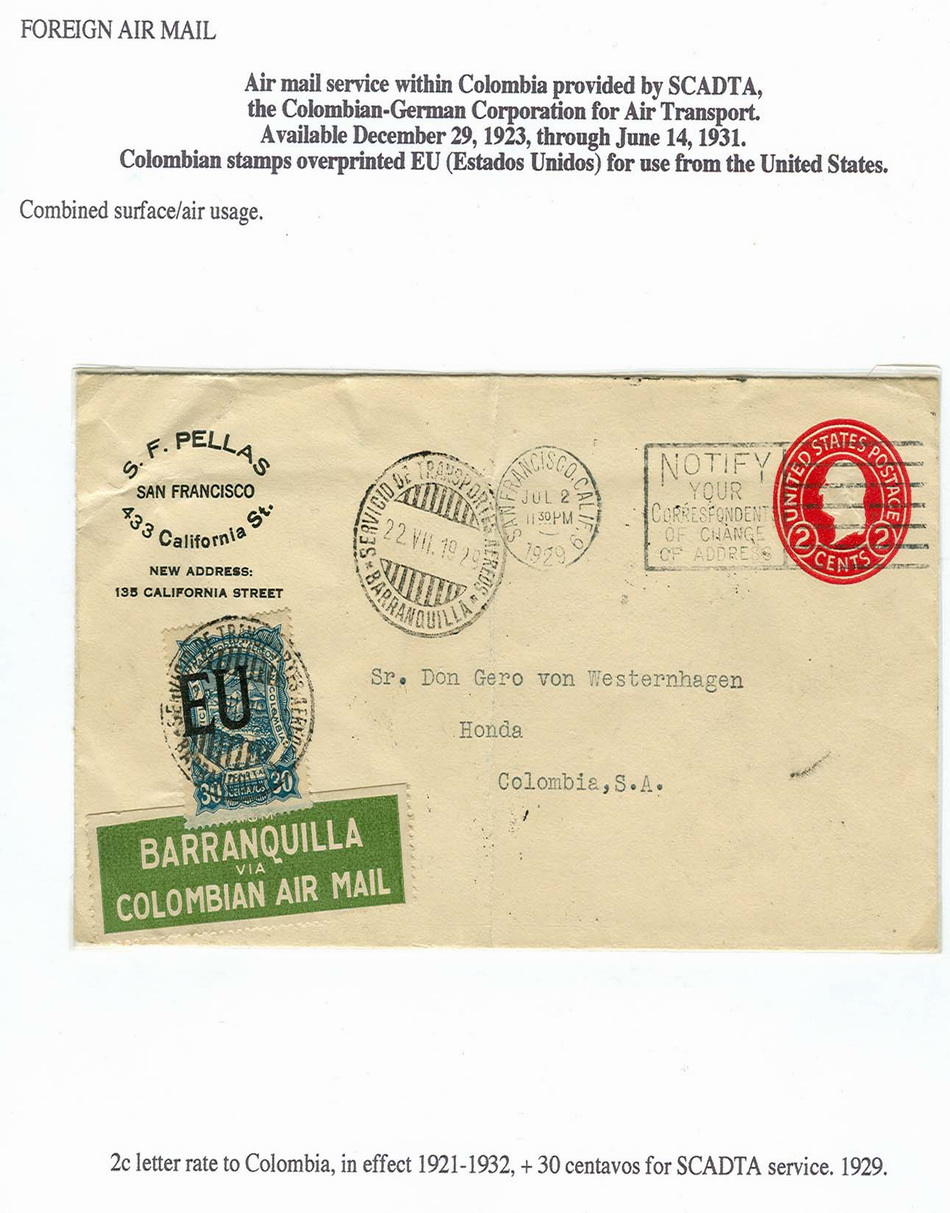 FOREIGN AIR MAIL
Air mail service within Colombia provided by SCADTA,
the Colombian-German Corporation for Air Transport.
Available December 29, 1923, through June 14, 1931.
Colombian stamps overprinted EU (Estados Unidos) for use from the United States.
Combined surface/air usage.
S. F. PELLAS
SAN FRANCISCO
433 California St.
NEW ADDRESS:
135 CALIFORNIA STREET
SERVICIO DE TRANSPORTES AEREOS
22.VII.1929
BARRANQUILLA
SAN FRANCISCO, CALIF. 9
JUL 2
11 30 PM
1929
NOTIFY
YOUR
CORRESPONDENT
OF CHANGE
OF ADDRESS
UNITED STATES POSTAGE
2 CENTS 2
Sr. Don Gero von Westernhagen
Honda
Colombia, S.A.
EU
30 30
BARRANQUILLA
VIA
COLOMBIAN AIR MAIL
2c letter rate to Colombia, in effect 1921-1932, + 30 centavos for SCADTA service. 1929.